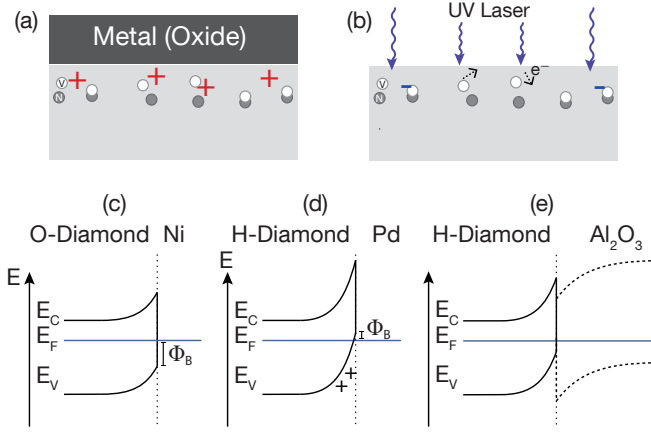 (a)
Metal (Oxide)
V
N
(b)
UV Laser
e⁻
V
N
(c)
O-Diamond Ni
E
E_C
E_F
Φ_B
E_V
(d)
H-Diamond Pd
E
E_C
E_F
Φ_B
E_V
(e)
H-Diamond Al₂O₃
E_C
E_F
E_V